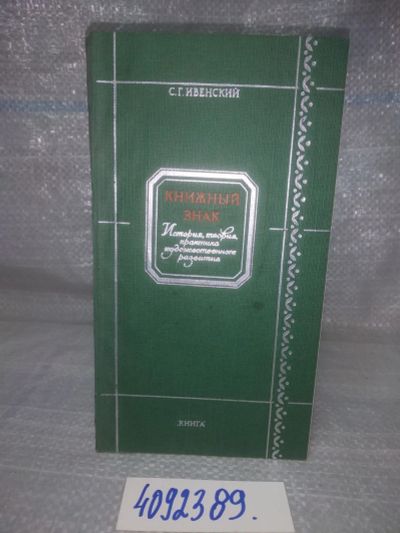 С.Г. ИВЕНСКИЙ
КНИЖНЫЙ
ЗНАК
История, теория,
практика
художественного
развития
„КНИГА“
4092389.